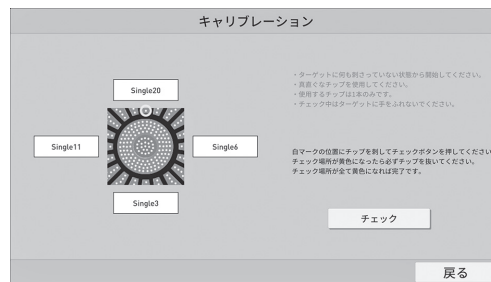 キャリブレーション
・ターゲットに何も刺さっていない状態から開始してください。
・真直ぐなチップを使用してください。
・使用するチップは1本のみです。
・チェック中はターゲットに手をふれないでください。
Single20
Single11
Single6
Single3
白マークの位置にチップを刺してチェックボタンを押してください
チェック場所が黄色になったら必ずチップを抜いてください。
チェック場所が全て黄色になれば完了です。
チェック
戻る